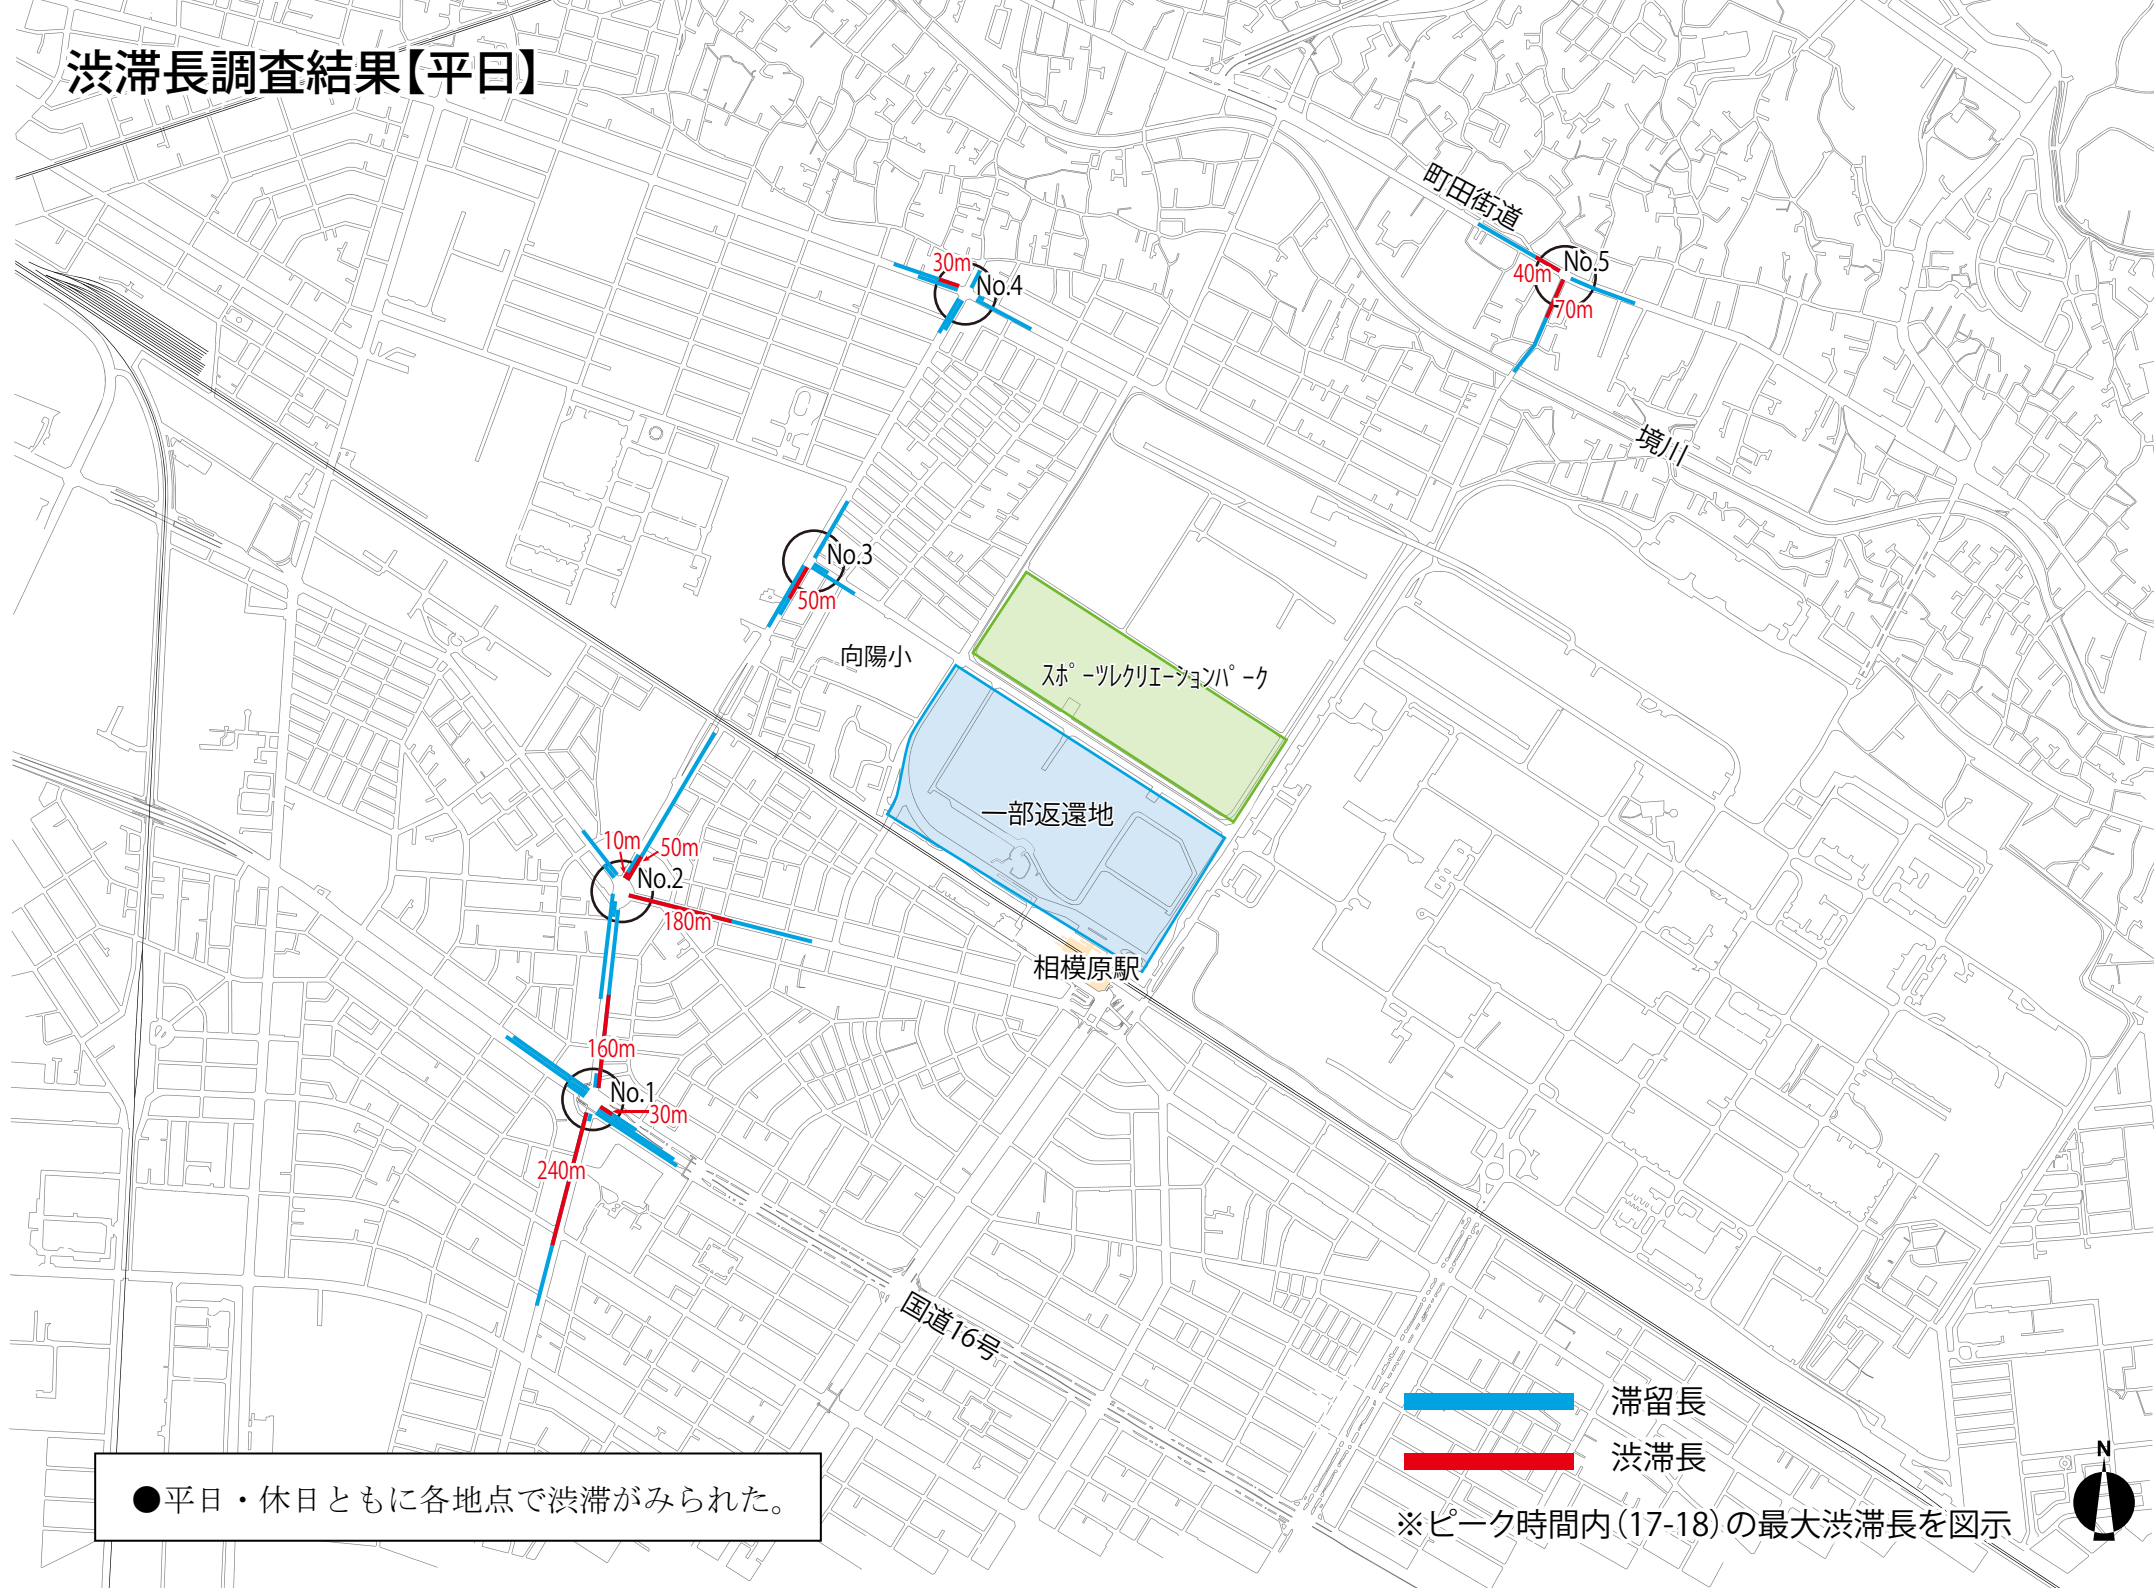 渋滞長調査結果【平日】
町田街道
30m
No.4
No.5
40m
70m
境川
No.3
50m
向陽小
ｽﾎﾟｰﾂﾚｸﾘｴｰｼｮﾝﾊﾟｰｸ
一部返還地
10m
50m
No.2
180m
相模原駅
160m
No.1
30m
240m
国道16号
滞留長
渋滞長
※ピーク時間内（17-18）の最大渋滞長を図示
N
●平日・休日ともに各地点で渋滞がみられた。